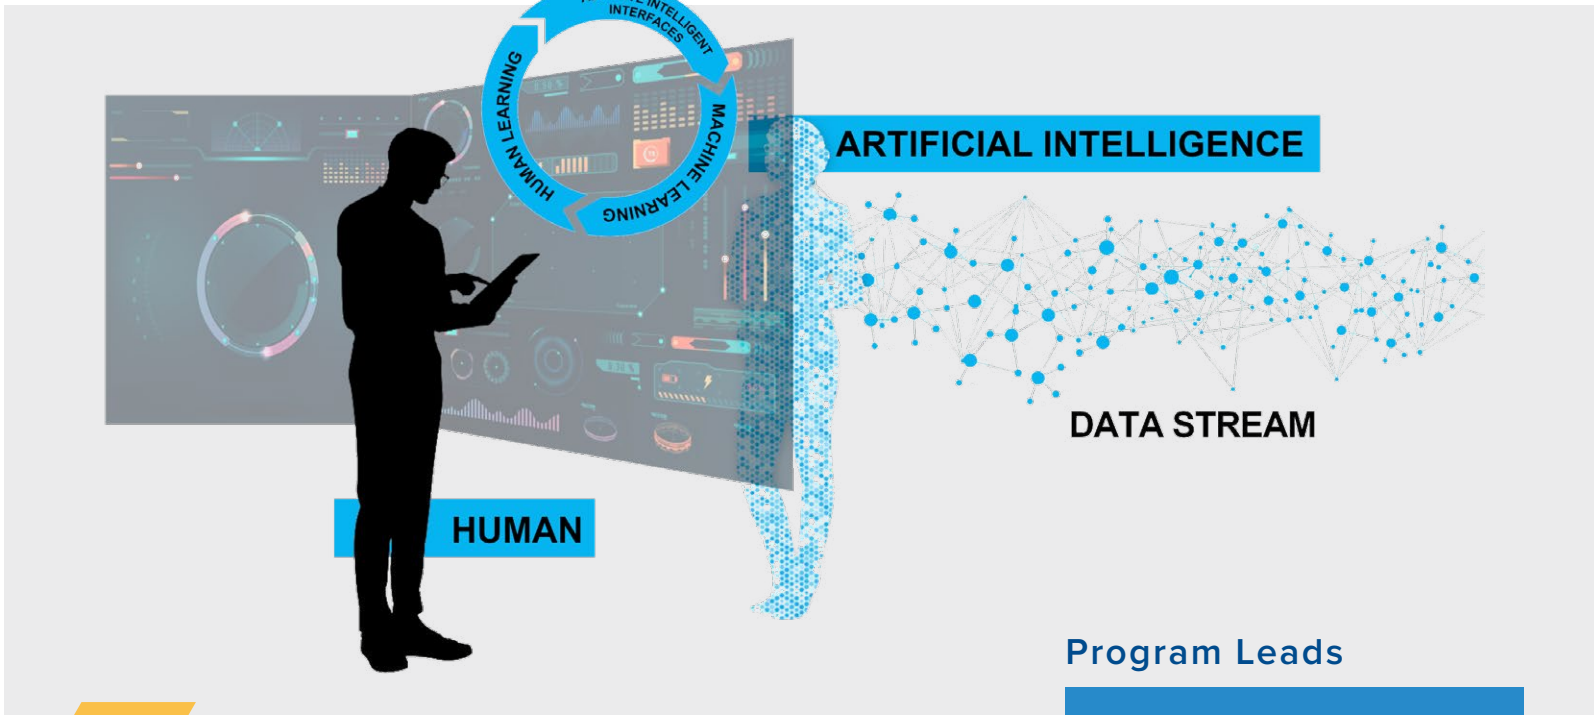 INTELLIGENT
INTERFACES
HUMAN LEARNING
MACHINE LEARNING
ARTIFICIAL INTELLIGENCE
DATA STREAM
HUMAN
Program Leads